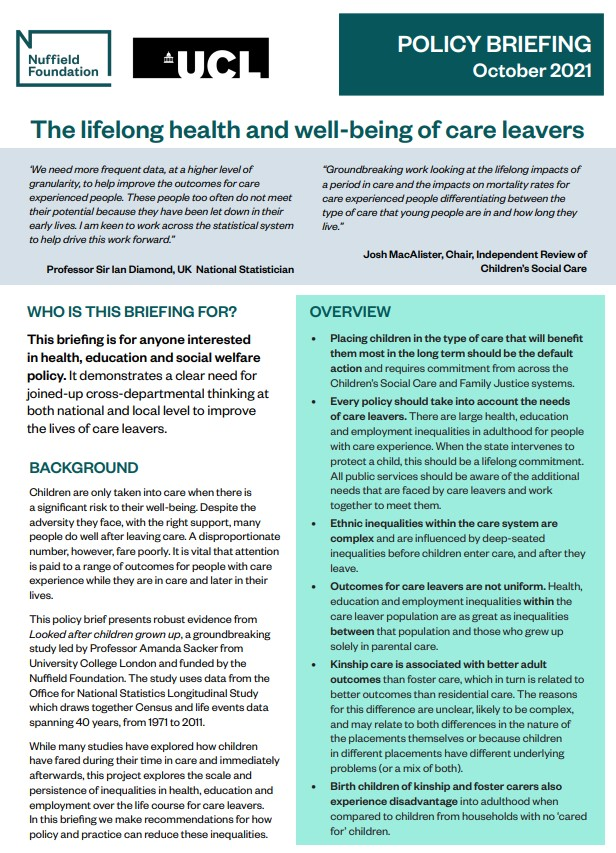 Nuffield
Foundation
UCL
POLICY BRIEFING
October 2021
The lifelong health and well-being of care leavers
‘We need more frequent data, at a higher level of
granularity, to help improve the outcomes for care
experienced people. These people too often do not meet
their potential because they have been let down in their
early lives. I am keen to work across the statistical system
to help drive this work forward.”
Professor Sir Ian Diamond, UK National Statistician
“Groundbreaking work looking at the lifelong impacts of
a period in care and the impacts on mortality rates for
care experienced people differentiating between the
type of care that young people are in and how long they
live.”
Josh MacAlister, Chair, Independent Review of
Children’s Social Care
WHO IS THIS BRIEFING FOR?
This briefing is for anyone interested
in health, education and social welfare
policy. It demonstrates a clear need for
joined-up cross-departmental thinking at
both national and local level to improve
the lives of care leavers.
BACKGROUND
Children are only taken into care when there is
a significant risk to their well-being. Despite the
adversity they face, with the right support, many
people do well after leaving care. A disproportionate
number, however, fare poorly. It is vital that attention
is paid to a range of outcomes for people with care
experience while they are in care and later in their
lives.
This policy brief presents robust evidence from
Looked after children grown up, a groundbreaking
study led by Professor Amanda Sacker from
University College London and funded by the
Nuffield Foundation. The study uses data from the
Office for National Statistics Longitudinal Study
which draws together Census and life events data
spanning 40 years, from 1971 to 2011.
While many studies have explored how children
have fared during their time in care and immediately
afterwards, this project explores the scale and
persistence of inequalities in health, education and
employment over the life course for care leavers.
In this briefing we make recommendations for how
policy and practice can reduce these inequalities.
OVERVIEW
• Placing children in the type of care that will benefit
them most in the long term should be the default
action and requires commitment from across the
Children’s Social Care and Family Justice systems.
• Every policy should take into account the needs
of care leavers. There are large health, education
and employment inequalities in adulthood for people
with care experience. When the state intervenes to
protect a child, this should be a lifelong commitment.
All public services should be aware of the additional
needs that are faced by care leavers and work
together to meet them.
• Ethnic inequalities within the care system are
complex and are influenced by deep-seated
inequalities before children enter care, and after they
leave.
• Outcomes for care leavers are not uniform. Health,
education and employment inequalities within the
care leaver population are as great as inequalities
between that population and those who grew up
solely in parental care.
• Kinship care is associated with better adult
outcomes than foster care, which in turn is related to
better outcomes than residential care. The reasons
for this difference are unclear, likely to be complex,
and may relate to both differences in the nature of
the placements themselves or because children
in different placements have different underlying
problems (or a mix of both).
• Birth children of kinship and foster carers also
experience disadvantage into adulthood when
compared to children from households with no ‘cared
for’ children.